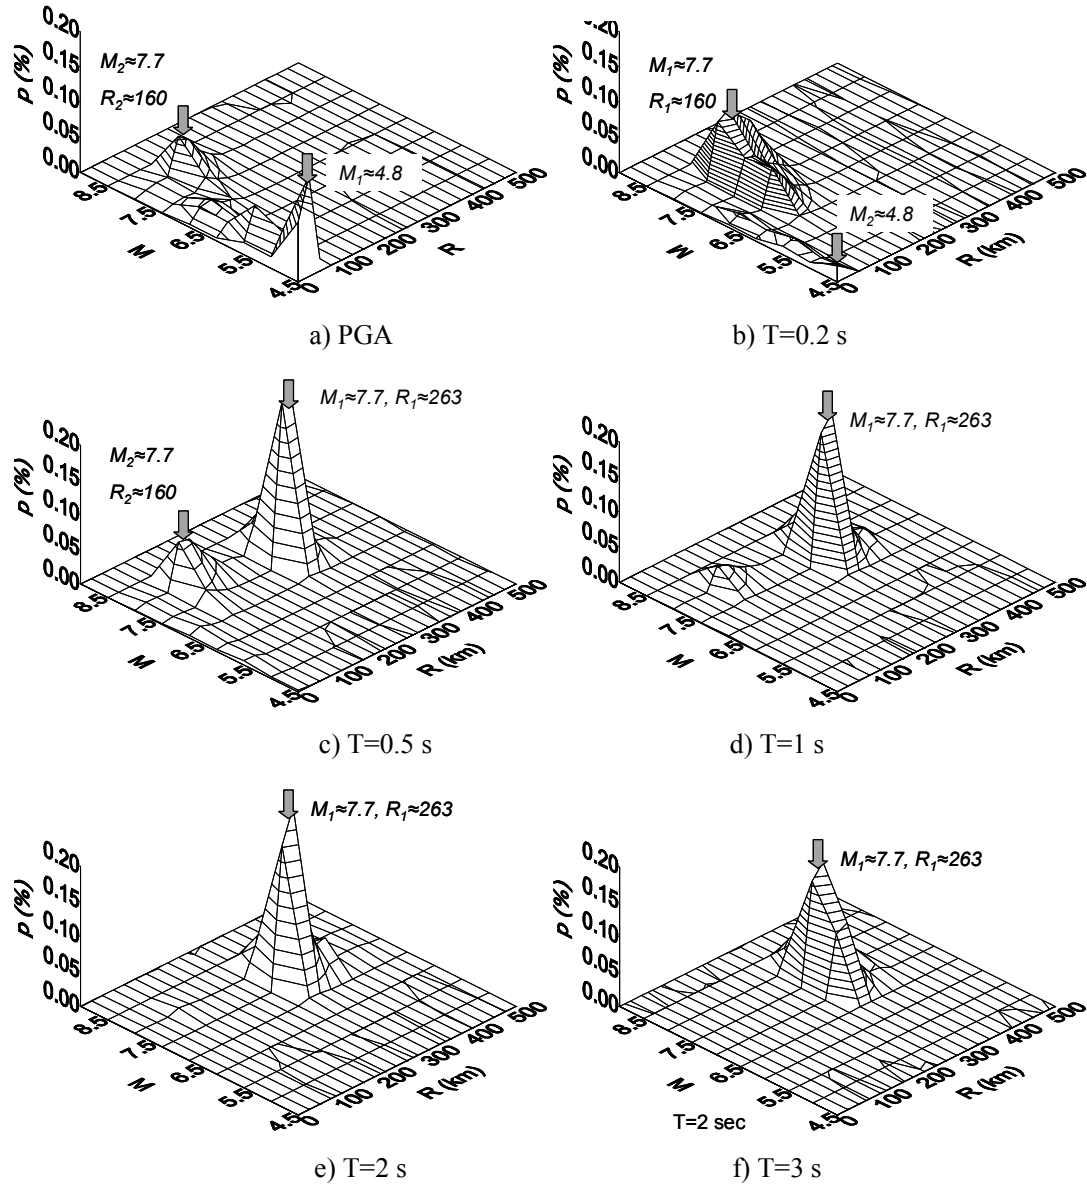 0.20
0.15
0.10
0.05
0.00
p (%)
M₂≈7.7
R₂≈160
M₁≈4.8
8.5
7.5
6.5
5.5
4.5
M
0
100
200
300
400
500
R
a) PGA
0.20
0.15
0.10
0.05
0.00
p (%)
M₁≈7.7
R₁≈160
M₂≈4.8
8.5
7.5
6.5
5.5
4.5
M
0
100
200
300
400
500
R (km)
b) T=0.2 s
0.20
0.15
0.10
0.05
0.00
p (%)
M₁≈7.7, R₁≈263
M₂≈7.7
R₂≈160
8.5
7.5
6.5
5.5
4.5
M
0
100
200
300
400
500
R (km)
c) T=0.5 s
0.20
0.15
0.10
0.05
0.00
p (%)
M₁≈7.7, R₁≈263
8.5
7.5
6.5
5.5
4.5
M
0
100
200
300
400
500
R (km)
d) T=1 s
0.20
0.15
0.10
0.05
0.00
p (%)
M₁≈7.7, R₁≈263
8.5
7.5
6.5
5.5
4.5
M
0
100
200
300
400
500
R (km)
e) T=2 s
0.20
0.15
0.10
0.05
0.00
p (%)
M₁≈7.7, R₁≈263
8.5
7.5
6.5
5.5
4.5
M
0
100
200
300
400
500
R (km)
T=2 sec
f) T=3 s